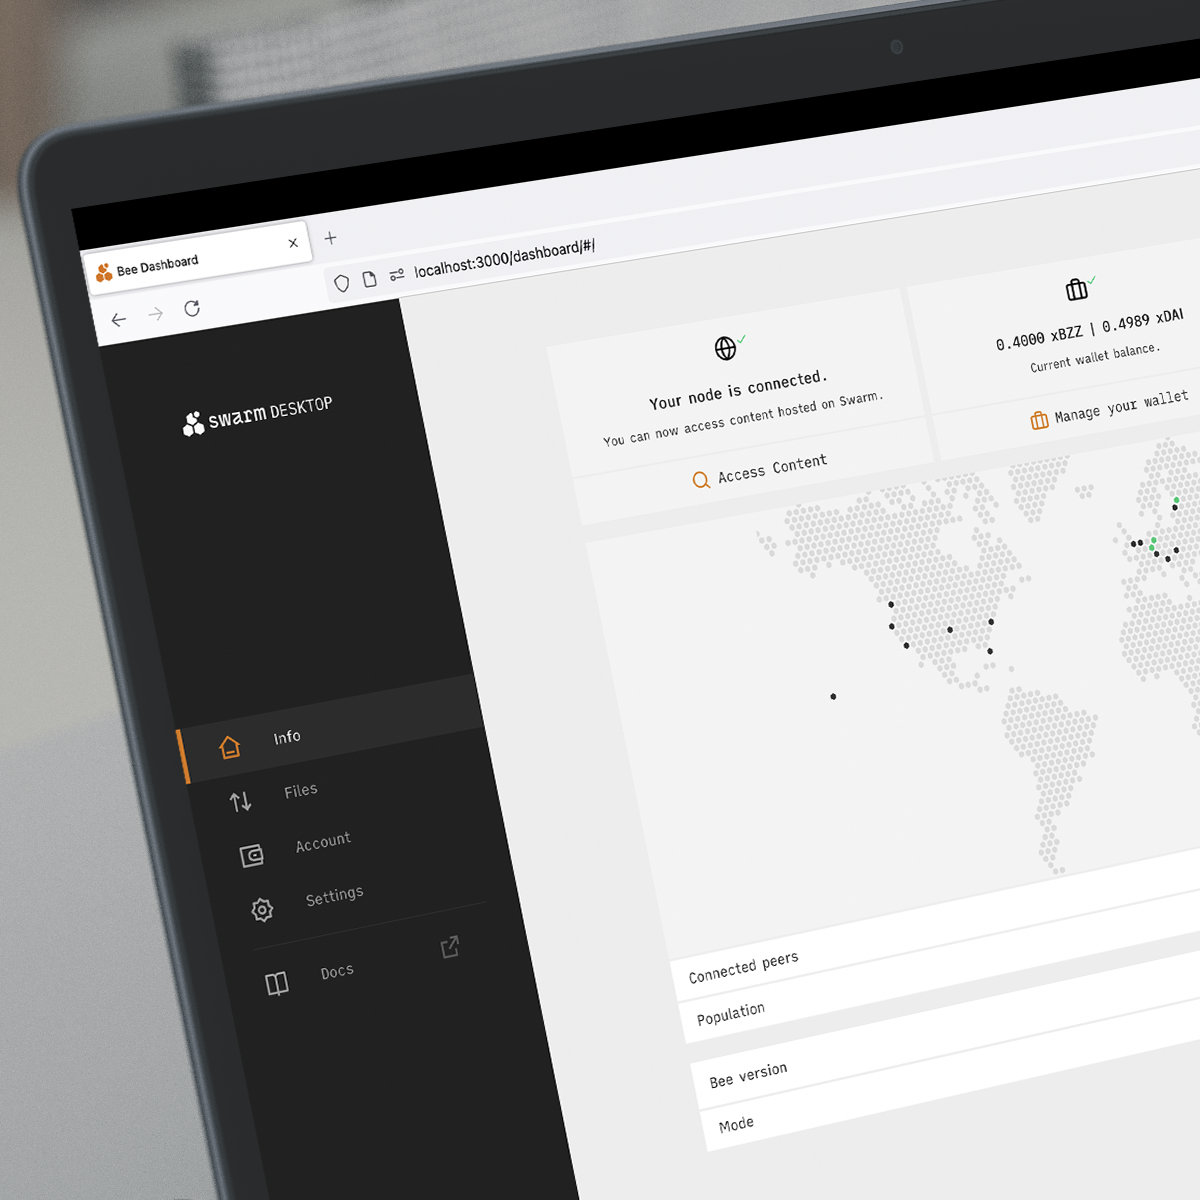 Bee Dashboard
localhost:3000/dashboard/#/
swarm DESKTOP
Info
Files
Account
Settings
Docs
Your node is connected.
You can now access content hosted on Swarm.
Access Content
0.4000 xBZZ | 0.4989 xDAI
Current wallet balance.
Manage your wallet
Connected peers
Population
Bee version
Mode